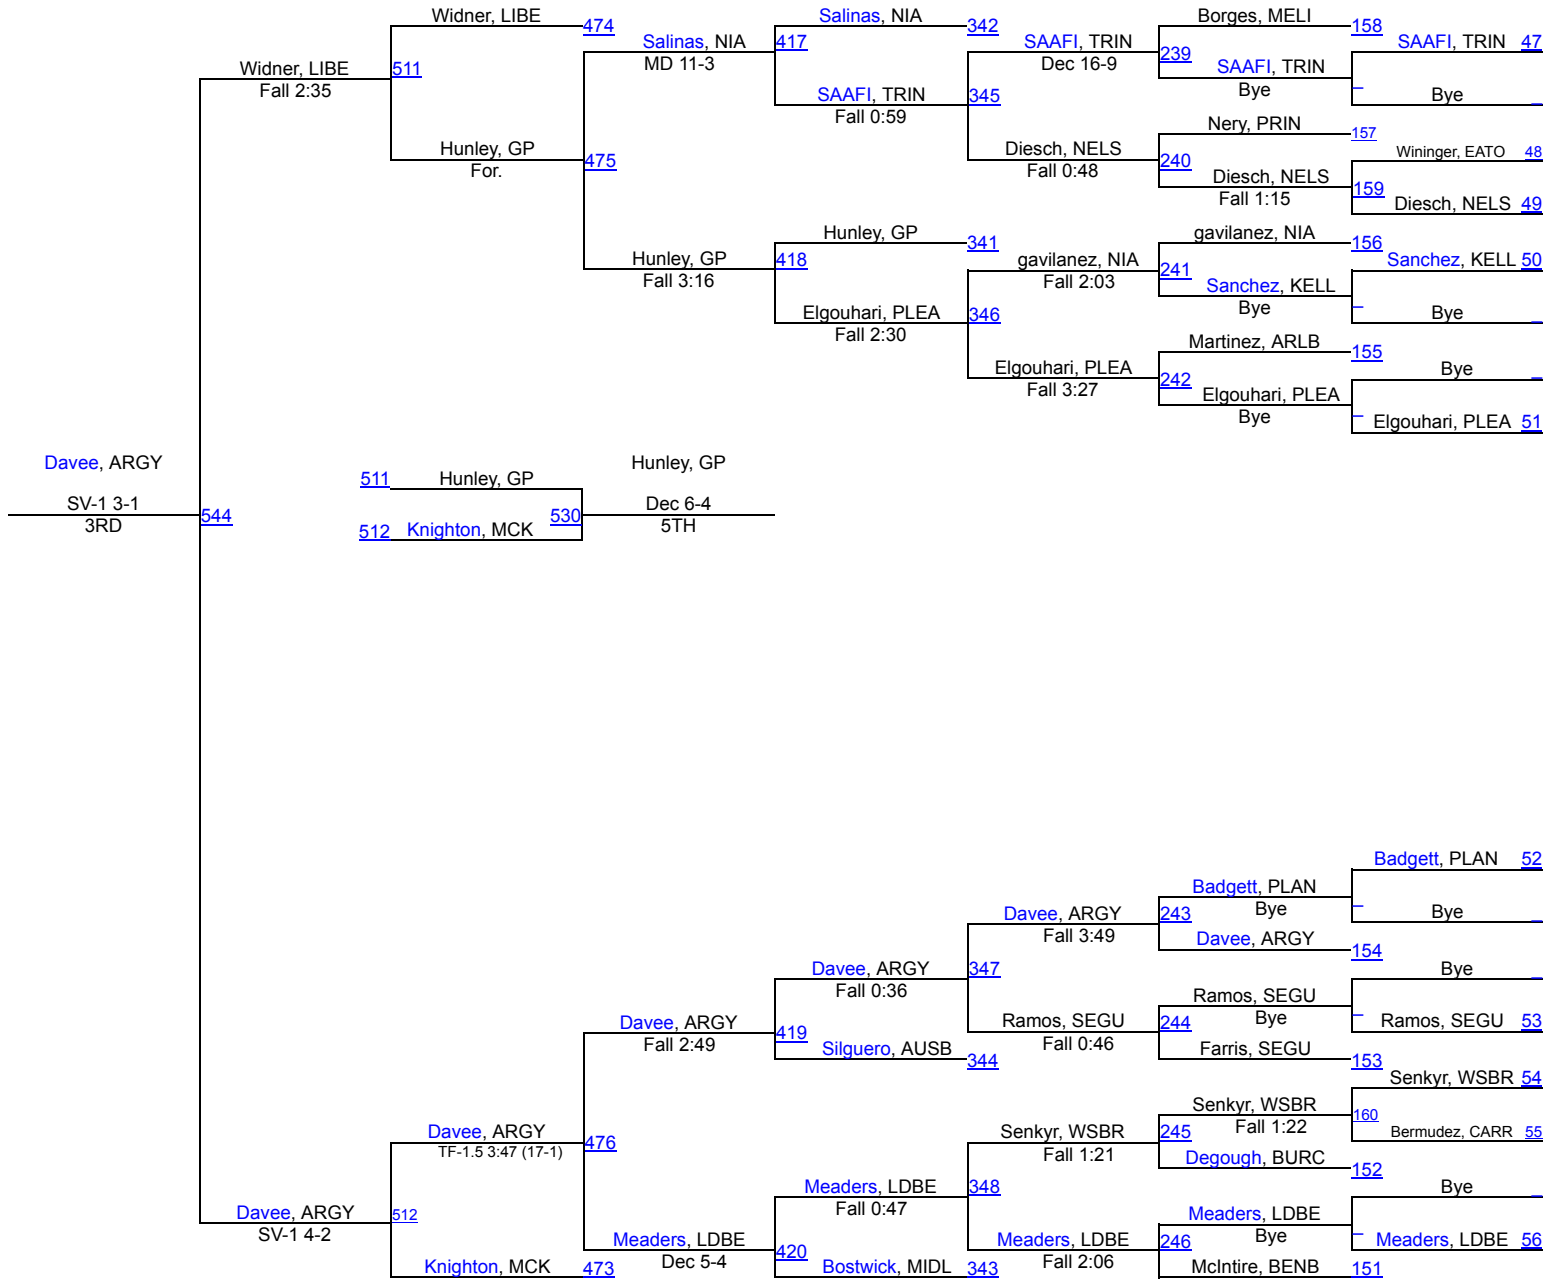 Widner, LIBE
474
Salinas, NIA
342
Borges, MELI
158
Salinas, NIA
MD 11-3
417
SAAFI, TRIN
Dec 16-9
239
SAAFI, TRIN 47
Widner, LIBE
Fall 2:35
511
SAAFI, TRIN
Bye
SAAFI, TRIN
Fall 0:59
345
Bye
Nery, PRIN
157
Hunley, GP
For.
475
Diesch, NELS
Fall 0:48
240
Wininger, EATO 48
Diesch, NELS
Fall 1:15
159
Diesch, NELS 49
Hunley, GP
341
gavilanez, NIA
156
Hunley, GP
Fall 3:16
418
gavilanez, NIA
Fall 2:03
241
Sanchez, KELL 50
Sanchez, KELL
Bye
Elgouhari, PLEA
Fall 2:30
346
Bye
Martinez, ARLB
155
Elgouhari, PLEA
Fall 3:27
242
Bye
Elgouhari, PLEA
Bye
Elgouhari, PLEA 51
Davee, ARGY
SV-1 3-1
3RD
544
511 Hunley, GP
512 Knighton, MCK
530
Hunley, GP
Dec 6-4
5TH
Badgett, PLAN 52
Badgett, PLAN
Bye
Davee, ARGY
Fall 3:49
243
Bye
Davee, ARGY
154
Davee, ARGY
Fall 0:36
347
Bye
Ramos, SEGU
Bye
Davee, ARGY
Fall 2:49
419
Ramos, SEGU
Fall 0:46
244
Ramos, SEGU 53
Silguero, AUSB
344
Farris, SEGU
153
Senkyr, WSBR 54
Senkyr, WSBR
Fall 1:22
160
Davee, ARGY
TF-1.5 3:47 (17-1)
476
Senkyr, WSBR
Fall 1:21
245
Bermudez, CARR 55
Degough, BURC
152
Meaders, LDBE
Fall 0:47
348
Bye
Davee, ARGY
SV-1 4-2
512
Meaders, LDBE
Bye
Meaders, LDBE
Dec 5-4
420
Meaders, LDBE
Fall 2:06
246
Meaders, LDBE 56
Knighton, MCK 473
Bostwick, MIDL 343
McIntire, BENB 151